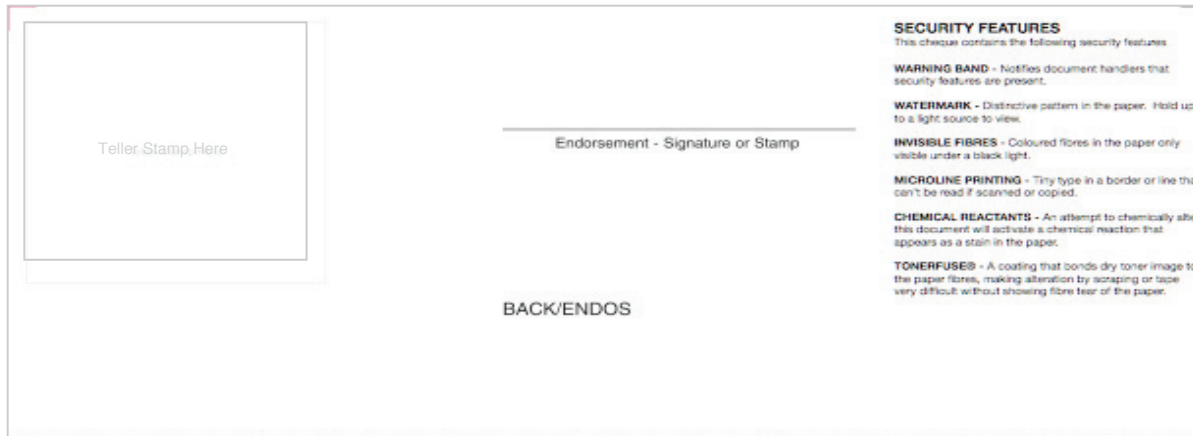 Teller Stamp Here
Endorsement - Signature or Stamp
BACK/ENDOS
SECURITY FEATURES
This cheque contains the following security features
WARNING BAND - Notifies document handlers that
security features are present.
WATERMARK - Distinctive pattern in the paper. Hold up
to a light source to view.
INVISIBLE FIBRES - Coloured fibres in the paper only
visible under a black light.
MICROLINE PRINTING - Tiny type in a border or line tha
can't be read if scanned or copied.
CHEMICAL REACTANTS - An attempt to chemically alte
this document will activate a chemical reaction that
appears as a stain in the paper.
TONERFUSE® - A coating that bonds dry toner image to
the paper fibres, making alteration by scraping or tape
very difficult without showing fibre tear of the paper.